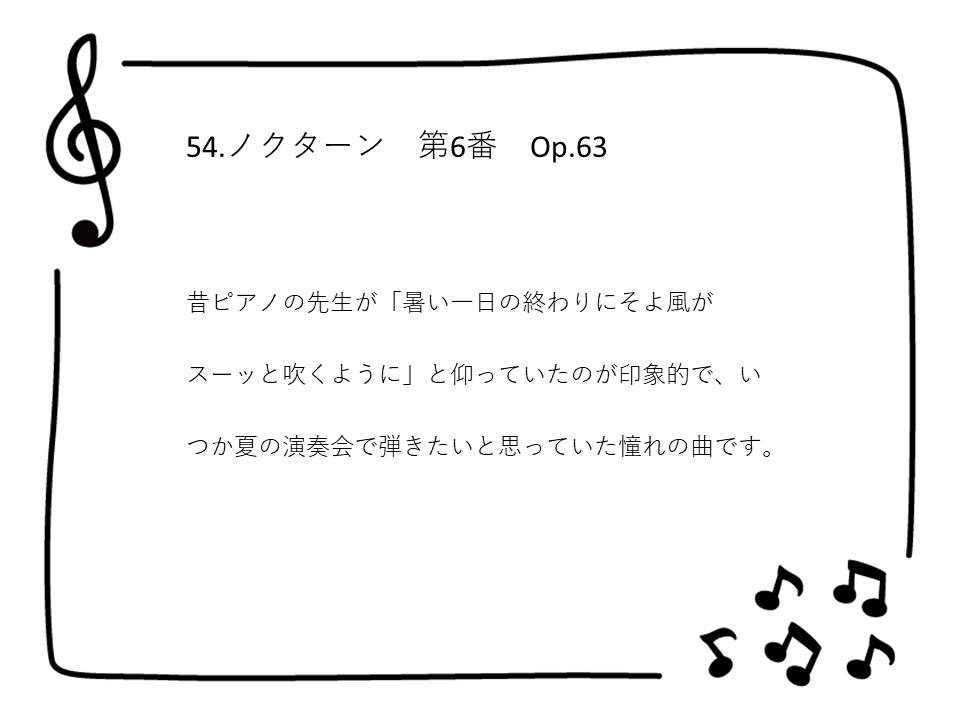 54.ノクターン　第6番　Op.63
昔ピアノの先生が「暑い一日の終わりにそよ風が
スーッと吹くように」と仰っていたのが印象的で、い
つか夏の演奏会で弾きたいと思っていた憧れの曲です。